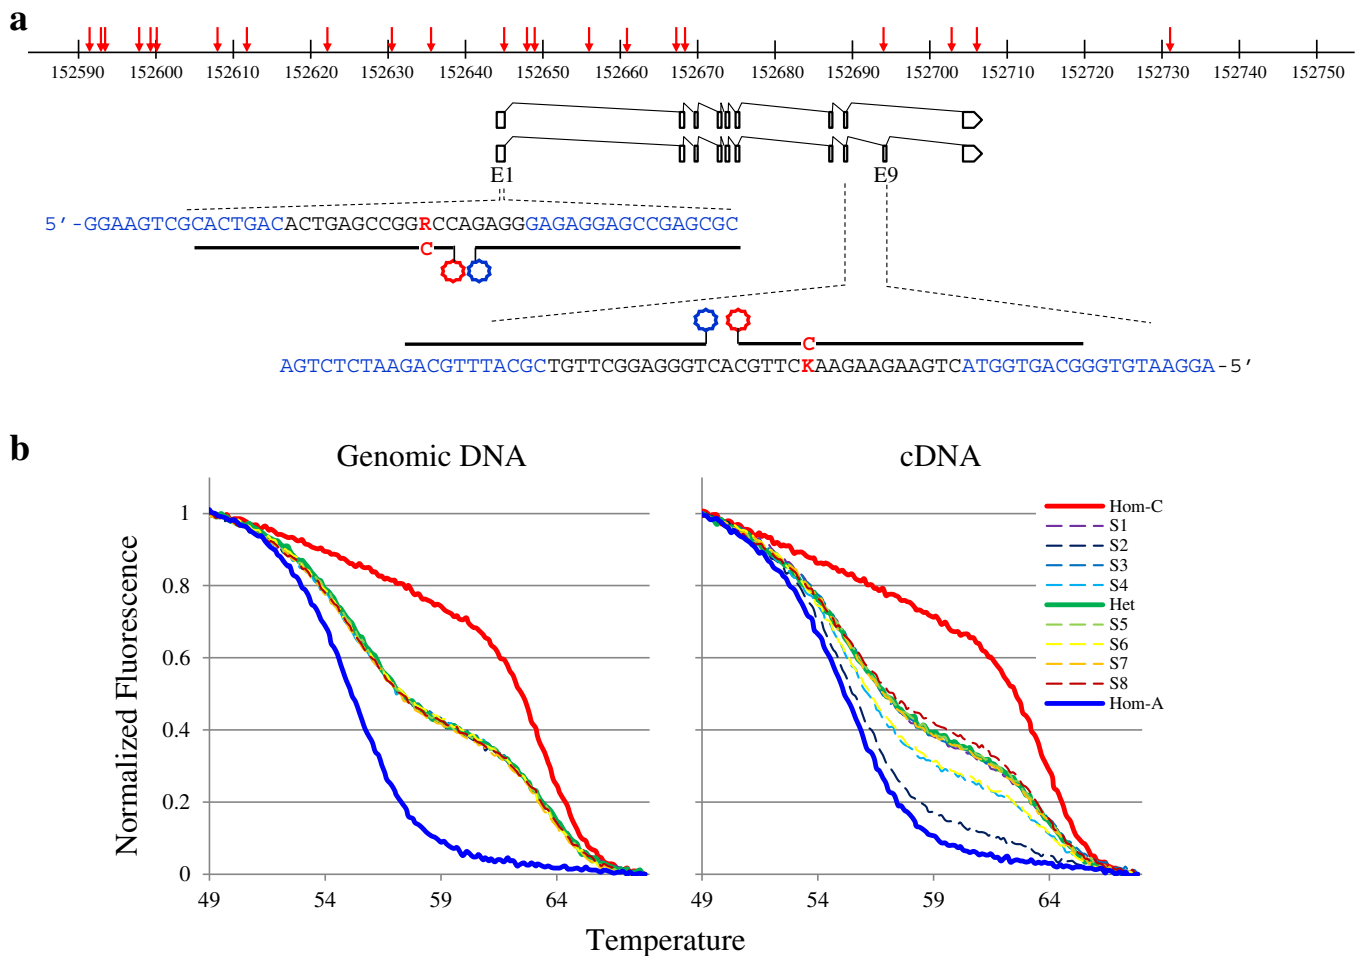 a
152590 152600 152610 152620 152630 152640 152650 152660 152670 152680 152690 152700 152710 152720 152730 152740 152750
E1 E9
5'-GGAAGTCGCACTGACACTGAGCCGGRCCAGAGGGAGAGGAGCCGAGCGC
C
C
AGTCTCTAAGACGTTTACGCTGTTCGGAGGGTCACGTTCKAAGAAGAAGTCATGGTGACGGGTGTAAGGA-5'
b
Genomic DNA cDNA
Normalized Fluorescence
1
0.8
0.6
0.4
0.2
0
49 54 59 64
49 54 59 64
Hom-C
S1
S2
S3
S4
Het
S5
S6
S7
S8
Hom-A
Temperature